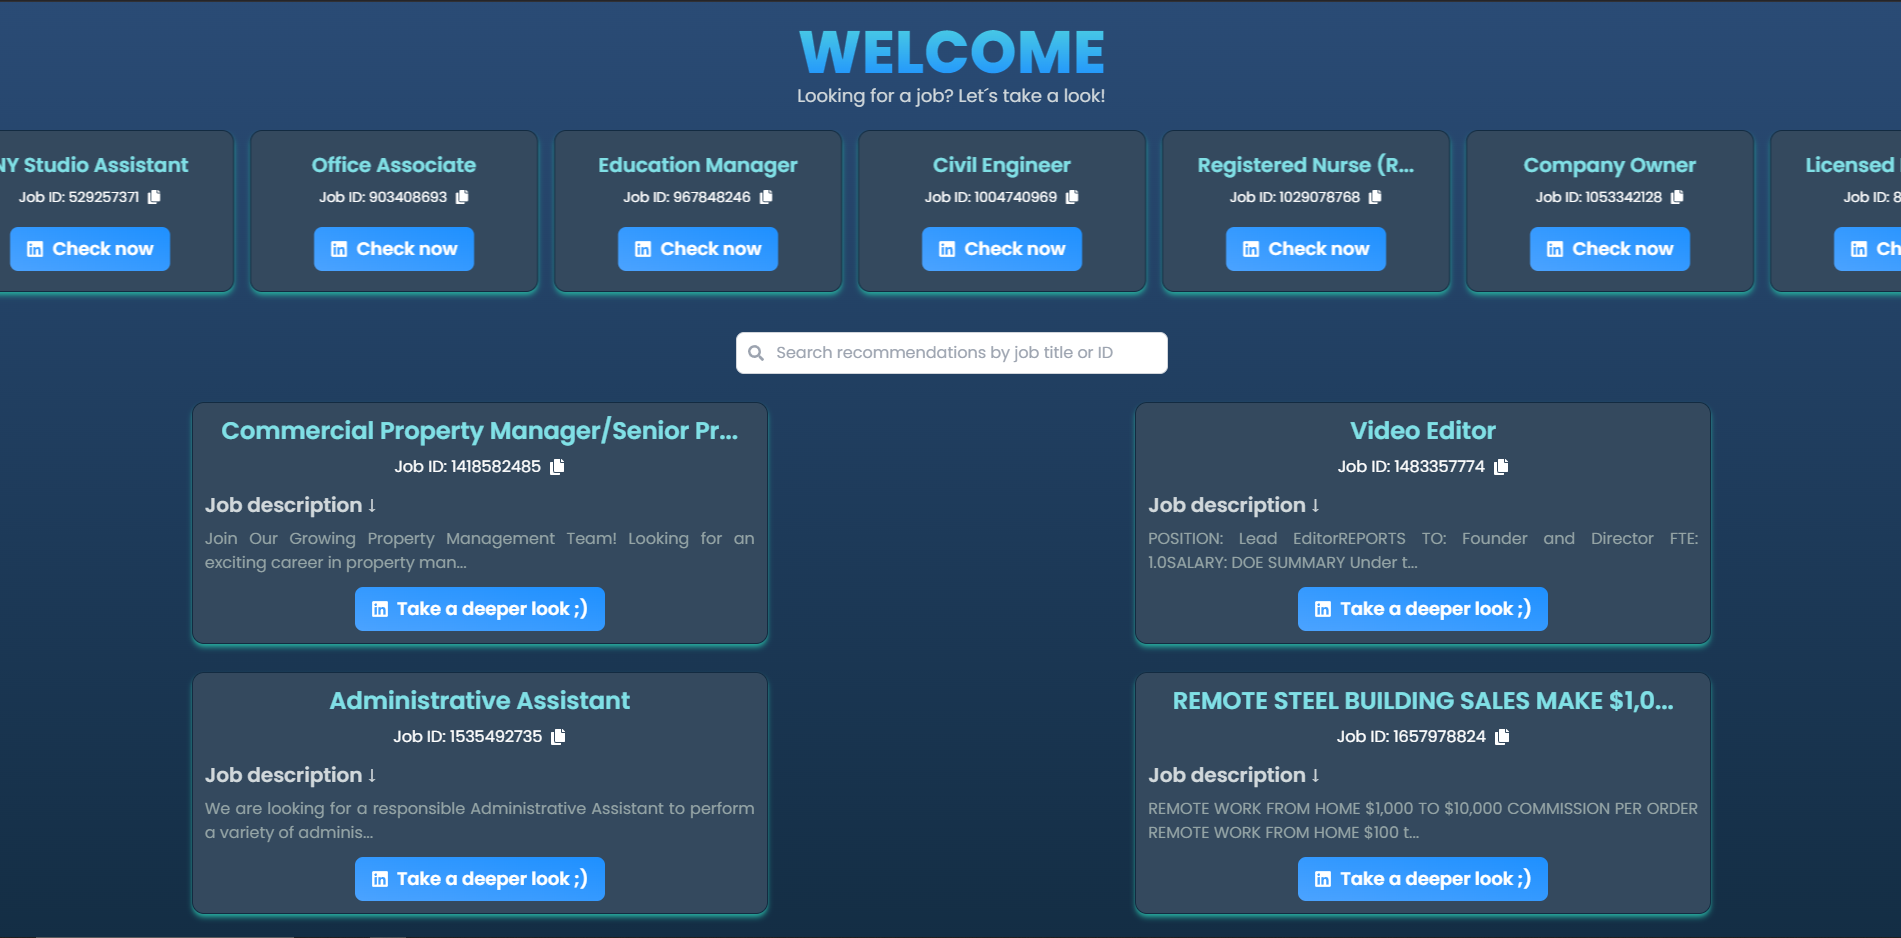 WELCOME
Looking for a job? Let´s take a look!
NY Studio Assistant
Job ID: 529257371
Check now
Office Associate
Job ID: 903408693
Check now
Education Manager
Job ID: 967848246
Check now
Civil Engineer
Job ID: 1004740969
Check now
Registered Nurse (R...
Job ID: 1029078768
Check now
Company Owner
Job ID: 1053342128
Check now
Licensed
Job ID: 8
Ch
Search recommendations by job title or ID
Commercial Property Manager/Senior Pr...
Job ID: 1418582485
Job description ↓
Join Our Growing Property Management Team! Looking for an
exciting career in property man...
Take a deeper look ;)
Video Editor
Job ID: 1483357774
Job description ↓
POSITION: Lead EditorREPORTS TO: Founder and Director FTE:
1.0SALARY: DOE SUMMARY Under t...
Take a deeper look ;)
Administrative Assistant
Job ID: 1535492735
Job description ↓
We are looking for a responsible Administrative Assistant to perform
a variety of adminis...
Take a deeper look ;)
REMOTE STEEL BUILDING SALES MAKE $1,0...
Job ID: 1657978824
Job description ↓
REMOTE WORK FROM HOME $1,000 TO $10,000 COMMISSION PER ORDER
REMOTE WORK FROM HOME $100 t...
Take a deeper look ;)